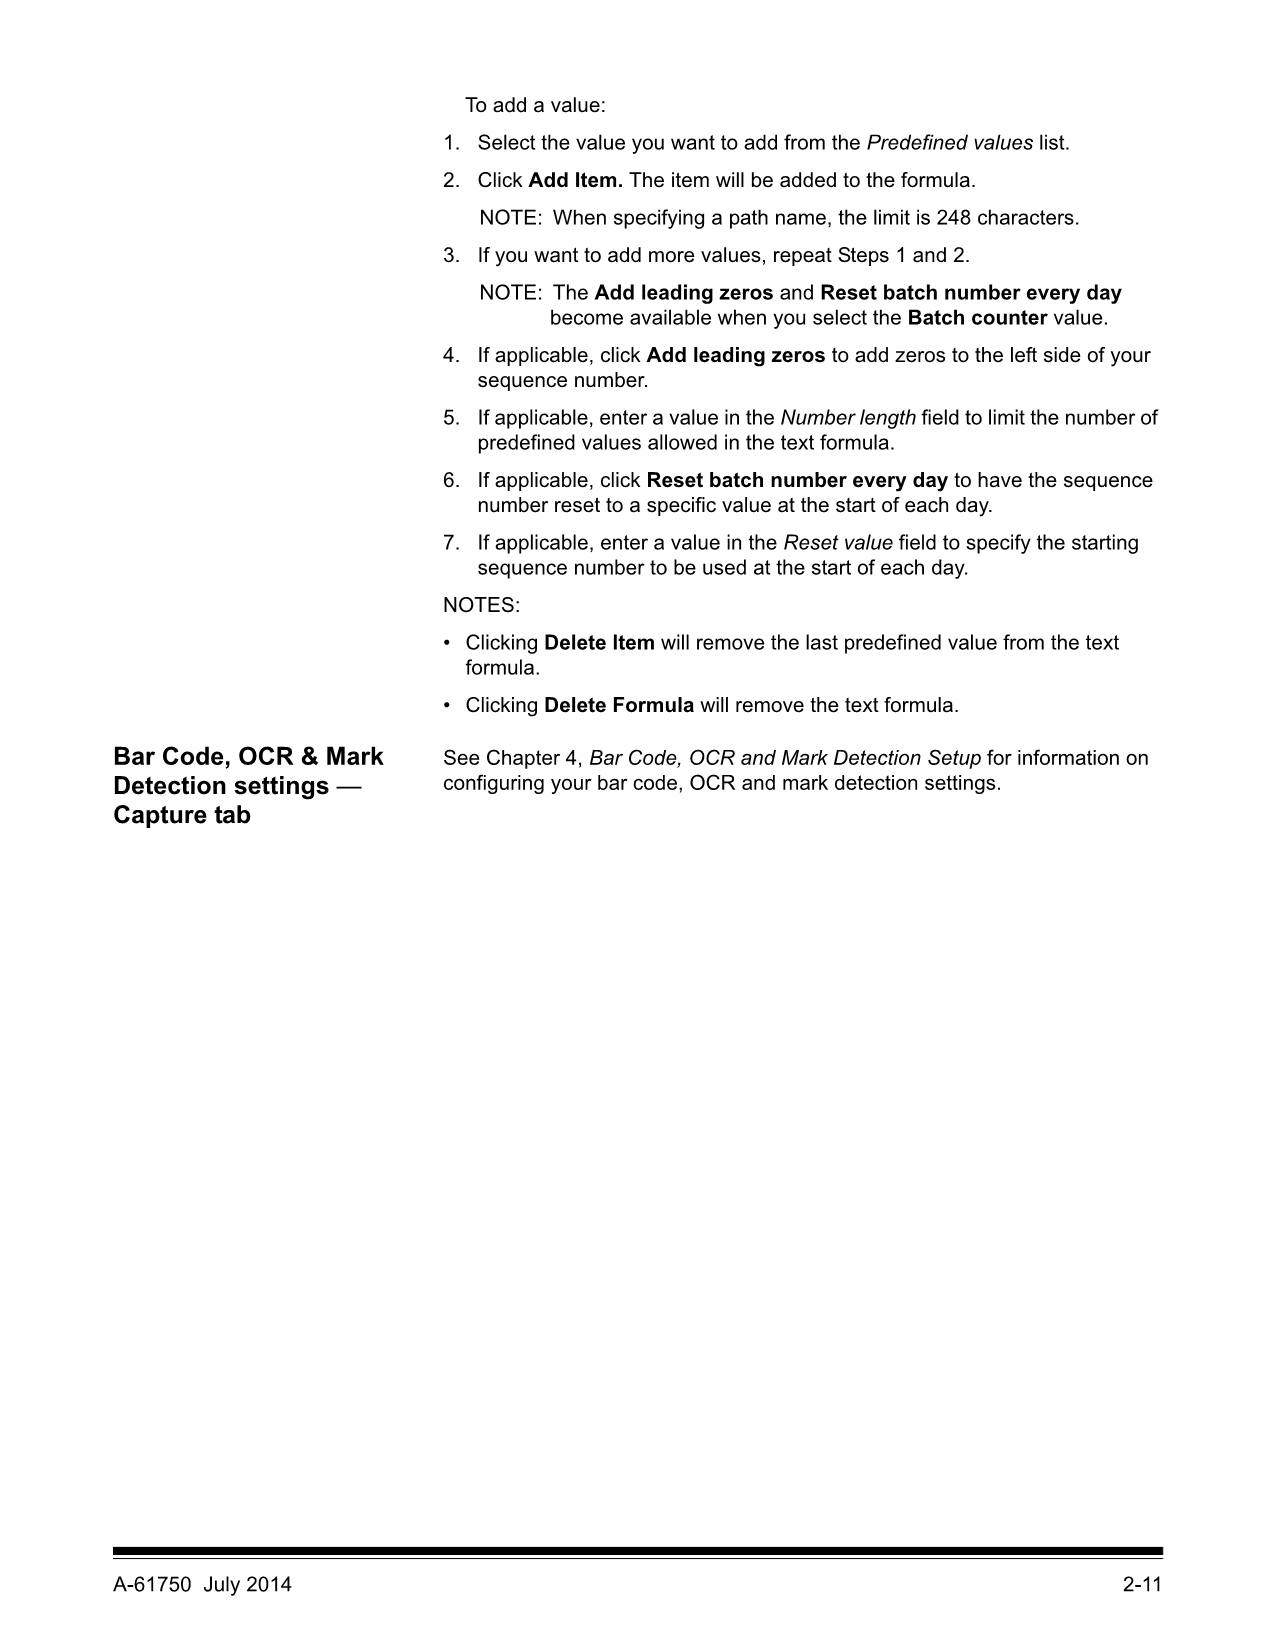 To add a value:
1. Select the value you want to add from the Predefined values list.
2. Click Add Item. The item will be added to the formula.
NOTE: When specifying a path name, the limit is 248 characters.
3. If you want to add more values, repeat Steps 1 and 2.
NOTE: The Add leading zeros and Reset batch number every day
become available when you select the Batch counter value.
4. If applicable, click Add leading zeros to add zeros to the left side of your
sequence number.
5. If applicable, enter a value in the Number length field to limit the number of
predefined values allowed in the text formula.
6. If applicable, click Reset batch number every day to have the sequence
number reset to a specific value at the start of each day.
7. If applicable, enter a value in the Reset value field to specify the starting
sequence number to be used at the start of each day.
NOTES:
• Clicking Delete Item will remove the last predefined value from the text
formula.
• Clicking Delete Formula will remove the text formula.
Bar Code, OCR & Mark
Detection settings —
Capture tab
See Chapter 4, Bar Code, OCR and Mark Detection Setup for information on
configuring your bar code, OCR and mark detection settings.
A-61750 July 2014
2-11